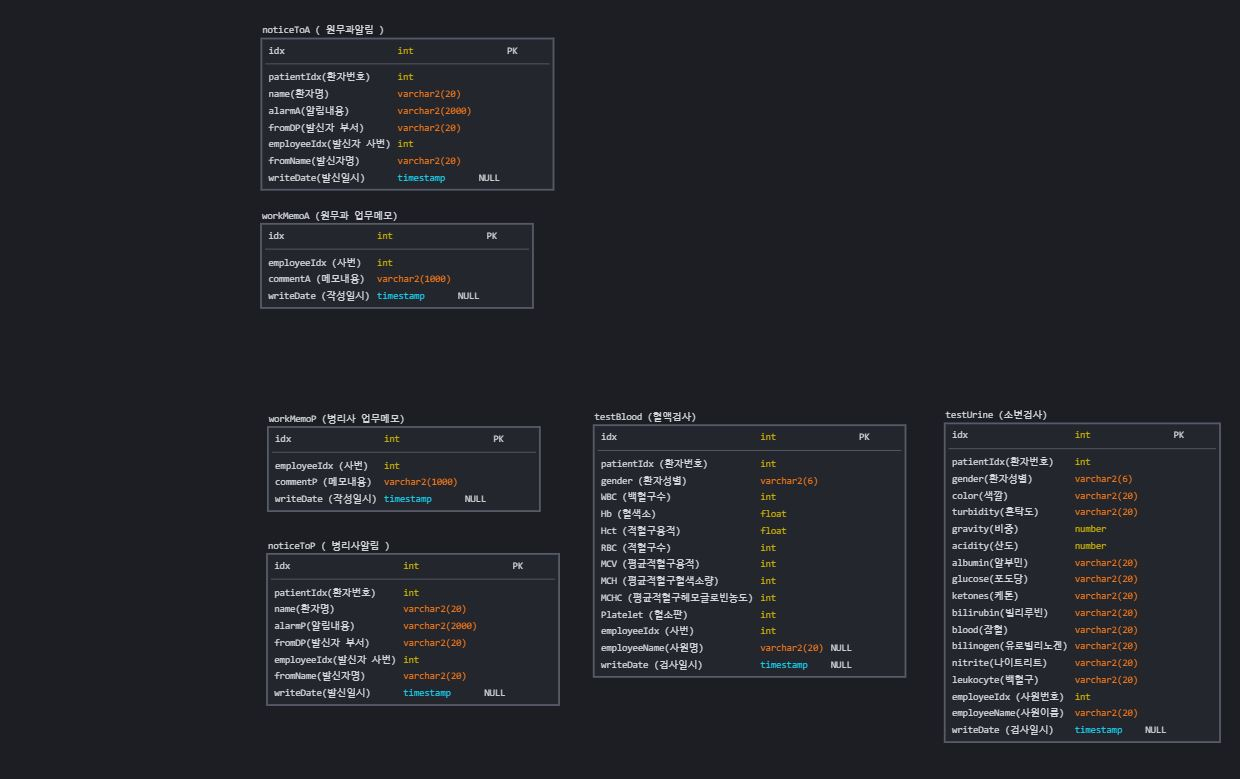 noticeToA ( 원무과알림 )
idx int PK
patientIdx(환자번호) int
name(환자명) varchar2(20)
alarmA(알림내용) varchar2(2000)
fromDP(발신자 부서) varchar2(20)
employeeIdx(발신자 사번) int
fromName(발신자명) varchar2(20)
writeDate(발신일시) timestamp NULL
workMemoA (원무과 업무메모)
idx int PK
employeeIdx (사번) int
commentA (메모내용) varchar2(1000)
writeDate (작성일시) timestamp NULL
workMemoP (병리사 업무메모)
idx int PK
employeeIdx (사번) int
commentP (메모내용) varchar2(1000)
writeDate (작성일시) timestamp NULL
noticeToP ( 병리사알림 )
idx int PK
patientIdx(환자번호) int
name(환자명) varchar2(20)
alarmP(알림내용) varchar2(2000)
fromDP(발신자 부서) varchar2(20)
employeeIdx(발신자 사번) int
fromName(발신자명) varchar2(20)
writeDate(발신일시) timestamp NULL
testBlood (혈액검사)
idx int PK
patientIdx (환자번호) int
gender (환자성별) varchar2(6)
WBC (백혈구수) int
Hb (혈색소) float
Hct (적혈구용적) float
RBC (적혈구수) int
MCV (평균적혈구용적) int
MCH (평균적혈구혈색소량) int
MCHC (평균적혈구헤모글로빈농도) int
Platelet (혈소판) int
employeeIdx (사번) int
employeeName(사원명) varchar2(20) NULL
writeDate (검사일시) timestamp NULL
testUrine (소변검사)
idx int PK
patientIdx(환자번호) int
gender(환자성별) varchar2(6)
color(색깔) varchar2(20)
turbidity(혼탁도) varchar2(20)
gravity(비중) number
acidity(산도) number
albumin(알부민) varchar2(20)
glucose(포도당) varchar2(20)
ketones(케톤) varchar2(20)
bilirubin(빌리루빈) varchar2(20)
blood(잠혈) varchar2(20)
bilinogen(유로빌리노겐) varchar2(20)
nitrite(나이트리트) varchar2(20)
leukocyte(백혈구) varchar2(20)
employeeIdx (사원번호) int
employeeName(사원이름) varchar2(20)
writeDate (검사일시) timestamp NULL